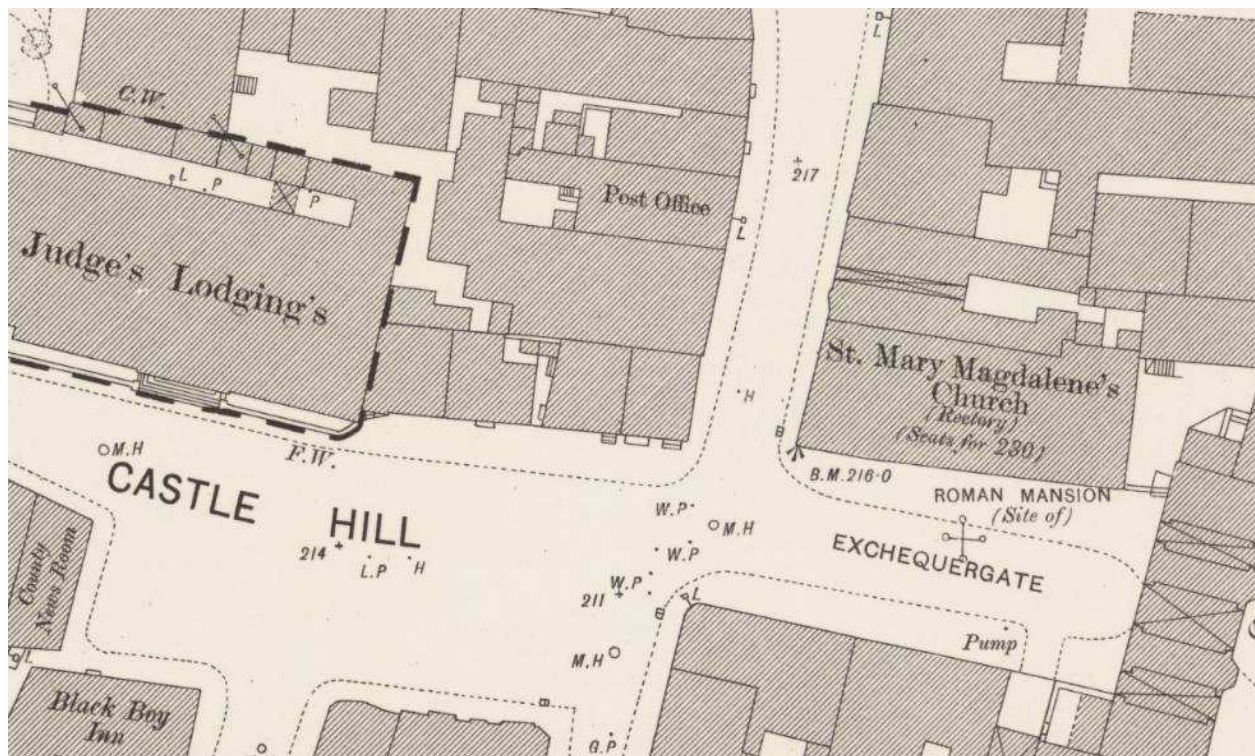 L
C.W.
217
L
P
P
Post Office
L
Judge's Lodging's
St. Mary Magdalene's
Church
(Rectory)
(Seats for 230)
H
F.W.
M.H
B.M. 216.0
CASTLE HILL
ROMAN MANSION
(Site of)
W.P
M.H
EXCHEQUERGATE
214
L.P
H
W.P
W.P
211
L
County
News Room
Pump
M.H
L
Black Boy
Inn
G.P